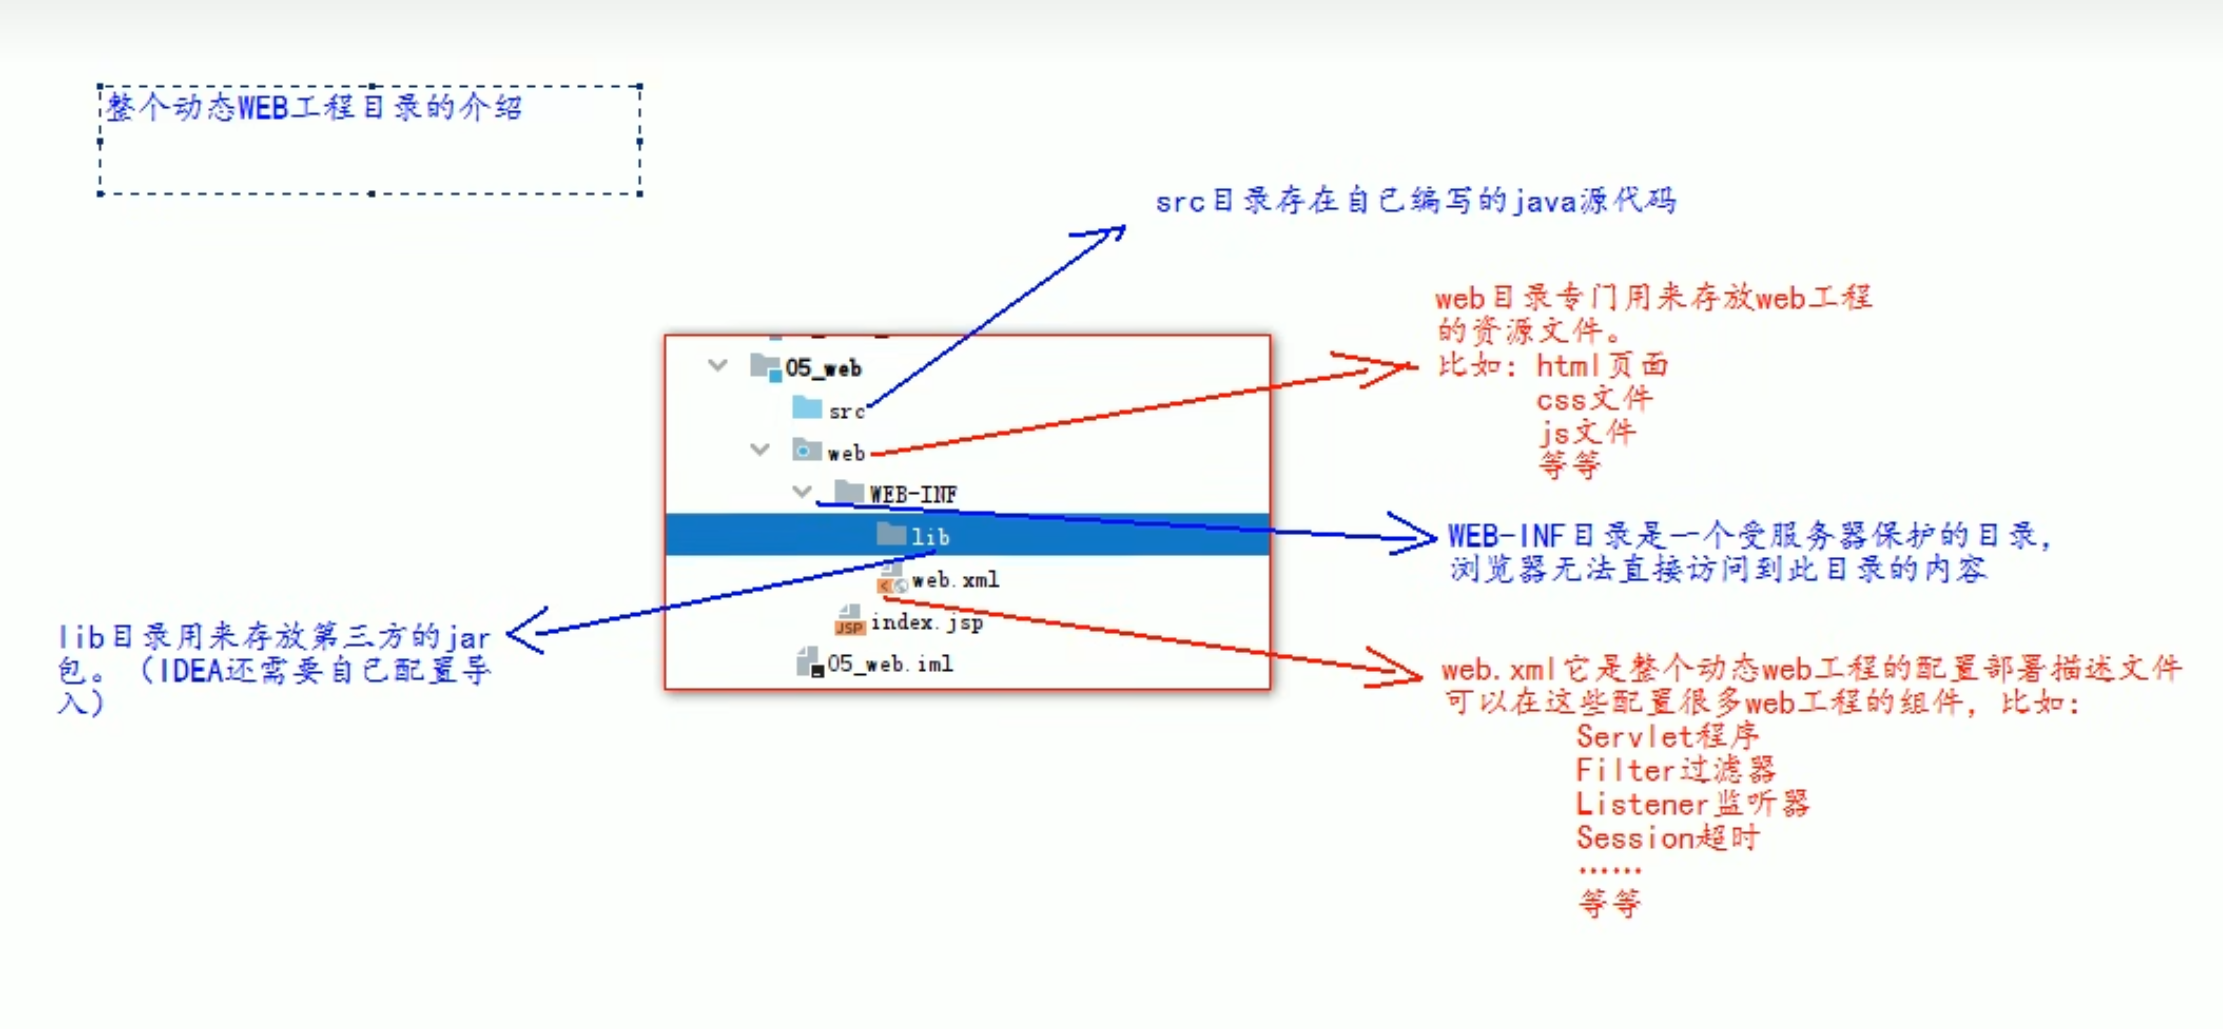 整个动态WEB工程目录的介绍
src目录存在自己编写的java源代码
web目录专门用来存放web工程
的资源文件。
比如：html页面
css文件
js文件
等等
05_web
src
web
WEB-INF
lib
web.xml
index.jsp
05_web.iml
WEB-INF目录是一个受服务器保护的目录，
浏览器无法直接访问到此目录的内容
lib目录用来存放第三方的jar
包。（IDEA还需要自己配置导
入）
web.xml它是整个动态web工程的配置部署描述文件
可以在这些配置很多web工程的组件，比如：
Servlet程序
Filter过滤器
Listener监听器
Session超时
......
等等